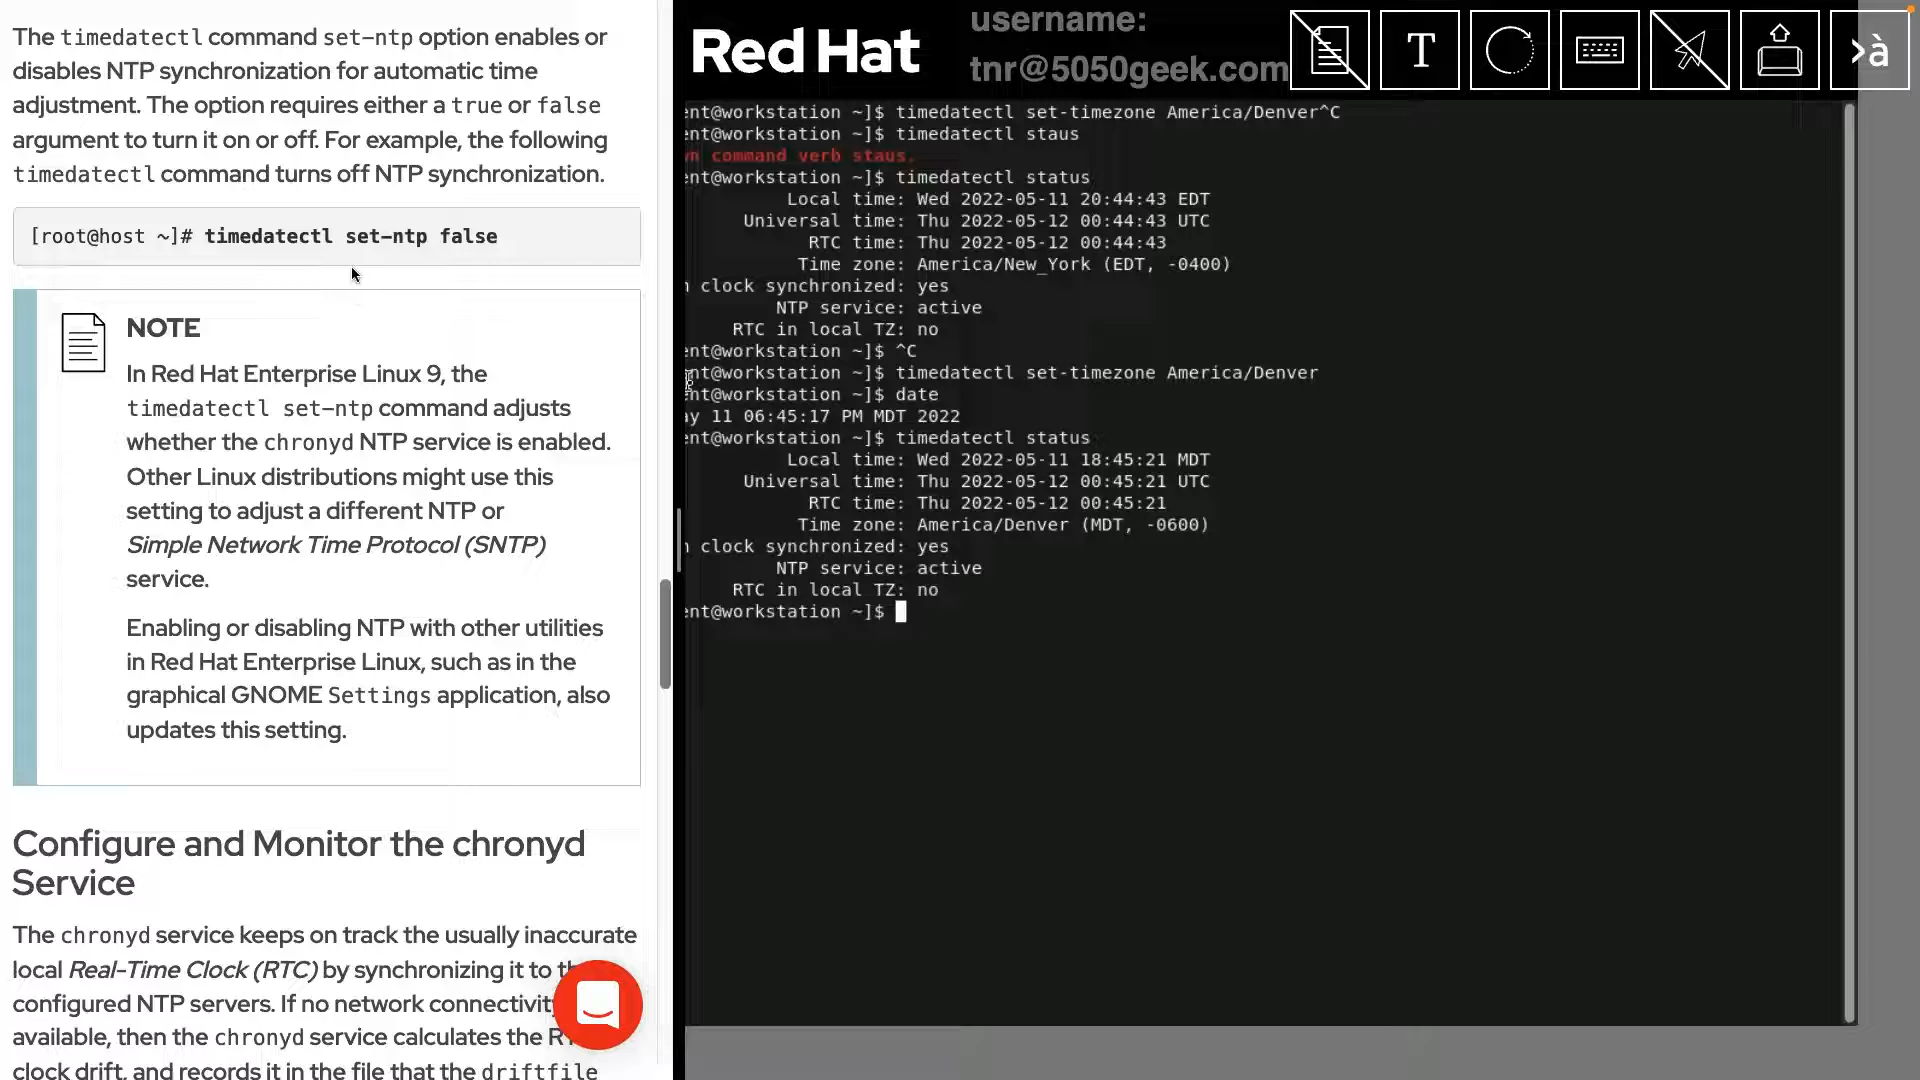 The timedatectl command set-ntp option enables or
disables NTP synchronization for automatic time
adjustment. The option requires either a true or false
argument to turn it on or off. For example, the following
timedatectl command turns off NTP synchronization.
[root@host ~]# timedatectl set-ntp false
NOTE
In Red Hat Enterprise Linux 9, the
timedatectl set-ntp command adjusts
whether the chronyd NTP service is enabled.
Other Linux distributions might use this
setting to adjust a different NTP or
Simple Network Time Protocol (SNTP)
service.
Enabling or disabling NTP with other utilities
in Red Hat Enterprise Linux, such as in the
graphical GNOME Settings application, also
updates this setting.
Configure and Monitor the chronyd
Service
The chronyd service keeps on track the usually inaccurate
local Real-Time Clock (RTC) by synchronizing it to
configured NTP servers. If no network connectivity
available, then the chronyd service calculates the
clock drift, and records it in the file that the driftfile
Red Hat
username:
tnr@5050geek.com
T
>à
ent@workstation ~]$ timedatectl set-timezone America/Denver^C
ent@workstation ~]$ timedatectl staus
wn command verb staus.
ent@workstation ~]$ timedatectl status
Local time: Wed 2022-05-11 20:44:43 EDT
Universal time: Thu 2022-05-12 00:44:43 UTC
RTC time: Thu 2022-05-12 00:44:43
Time zone: America/New_York (EDT, -0400)
clock synchronized: yes
NTP service: active
RTC in local TZ: no
ent@workstation ~]$ ^C
ent@workstation ~]$ timedatectl set-timezone America/Denver
ent@workstation ~]$ date
ay 11 06:45:17 PM MDT 2022
ent@workstation ~]$ timedatectl status
Local time: Wed 2022-05-11 18:45:21 MDT
Universal time: Thu 2022-05-12 00:45:21 UTC
RTC time: Thu 2022-05-12 00:45:21
Time zone: America/Denver (MDT, -0600)
clock synchronized: yes
NTP service: active
RTC in local TZ: no
ent@workstation ~]$